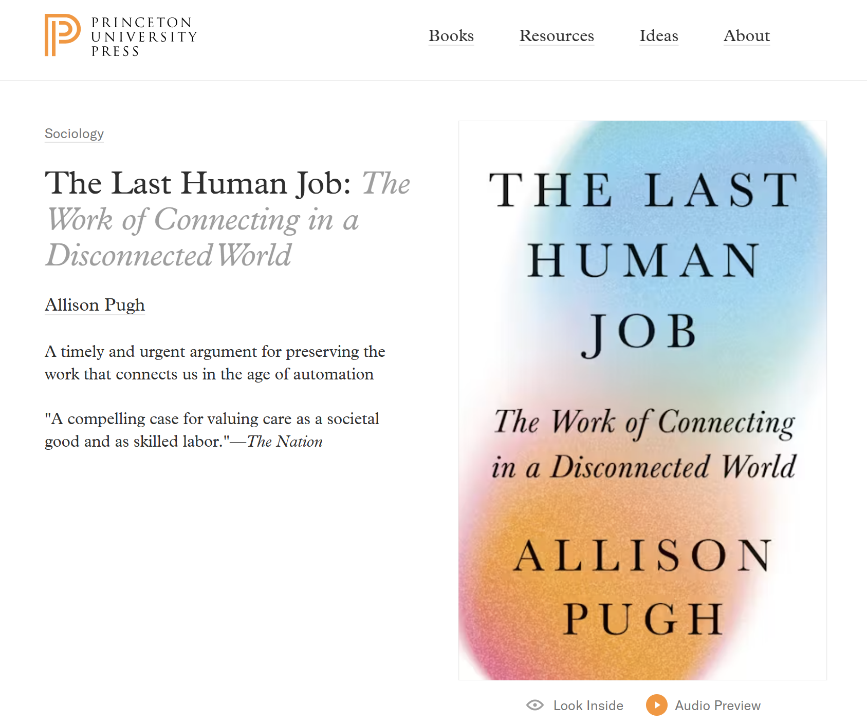 PRINCETON
UNIVERSITY
PRESS
Books
Resources
Ideas
About
Sociology
The Last Human Job: The
Work of Connecting in a
Disconnected World
Allison Pugh
A timely and urgent argument for preserving the
work that connects us in the age of automation
"A compelling case for valuing care as a societal
good and as skilled labor."—The Nation
THE LAST
HUMAN
JOB
The Work of Connecting
in a Disconnected World
ALLISON
PUGH
Look Inside
Audio Preview